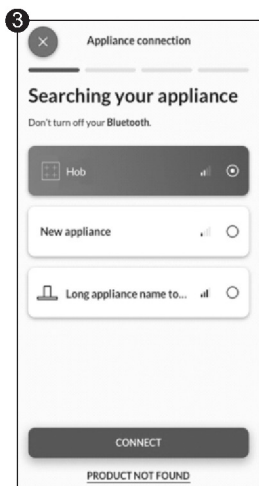 3
Appliance connection
Searching your appliance
Don't turn off your Bluetooth.
Hob
New appliance
Long appliance name to...
CONNECT
PRODUCT NOT FOUND